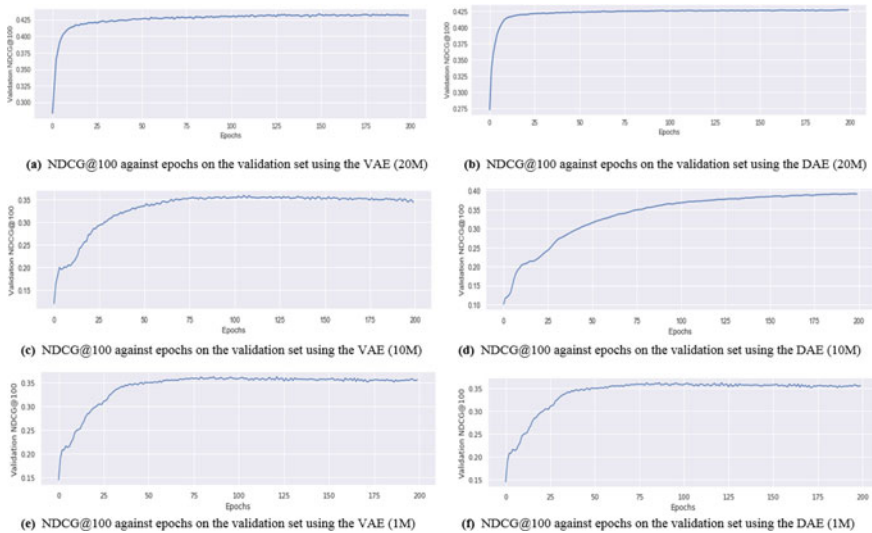 0.425
0.400
0.375
0.350
0.325
0.300
Validation NDCG@100
0 25 50 75 100 125 150 175 200
Epochs
(a) NDCG@100 against epochs on the validation set using the VAE (20M)
0.425
0.400
0.375
0.350
0.325
0.300
0.275
Validation NDCG@100
0 25 50 75 100 125 150 175 200
Epochs
(b) NDCG@100 against epochs on the validation set using the DAE (20M)
0.35
0.30
0.25
0.20
0.15
Validation NDCG@100
0 25 50 75 100 125 150 175 200
Epochs
(c) NDCG@100 against epochs on the validation set using the VAE (10M)
0.40
0.35
0.30
0.25
0.20
0.15
0.10
Validation NDCG@100
0 25 50 75 100 125 150 175 200
Epochs
(d) NDCG@100 against epochs on the validation set using the DAE (10M)
0.35
0.30
0.25
0.20
0.15
Validation NDCG@100
0 25 50 75 100 125 150 175 200
Epochs
(e) NDCG@100 against epochs on the validation set using the VAE (1M)
0.35
0.30
0.25
0.20
0.15
Validation NDCG@100
0 25 50 75 100 125 150 175 200
Epochs
(f) NDCG@100 against epochs on the validation set using the DAE (1M)